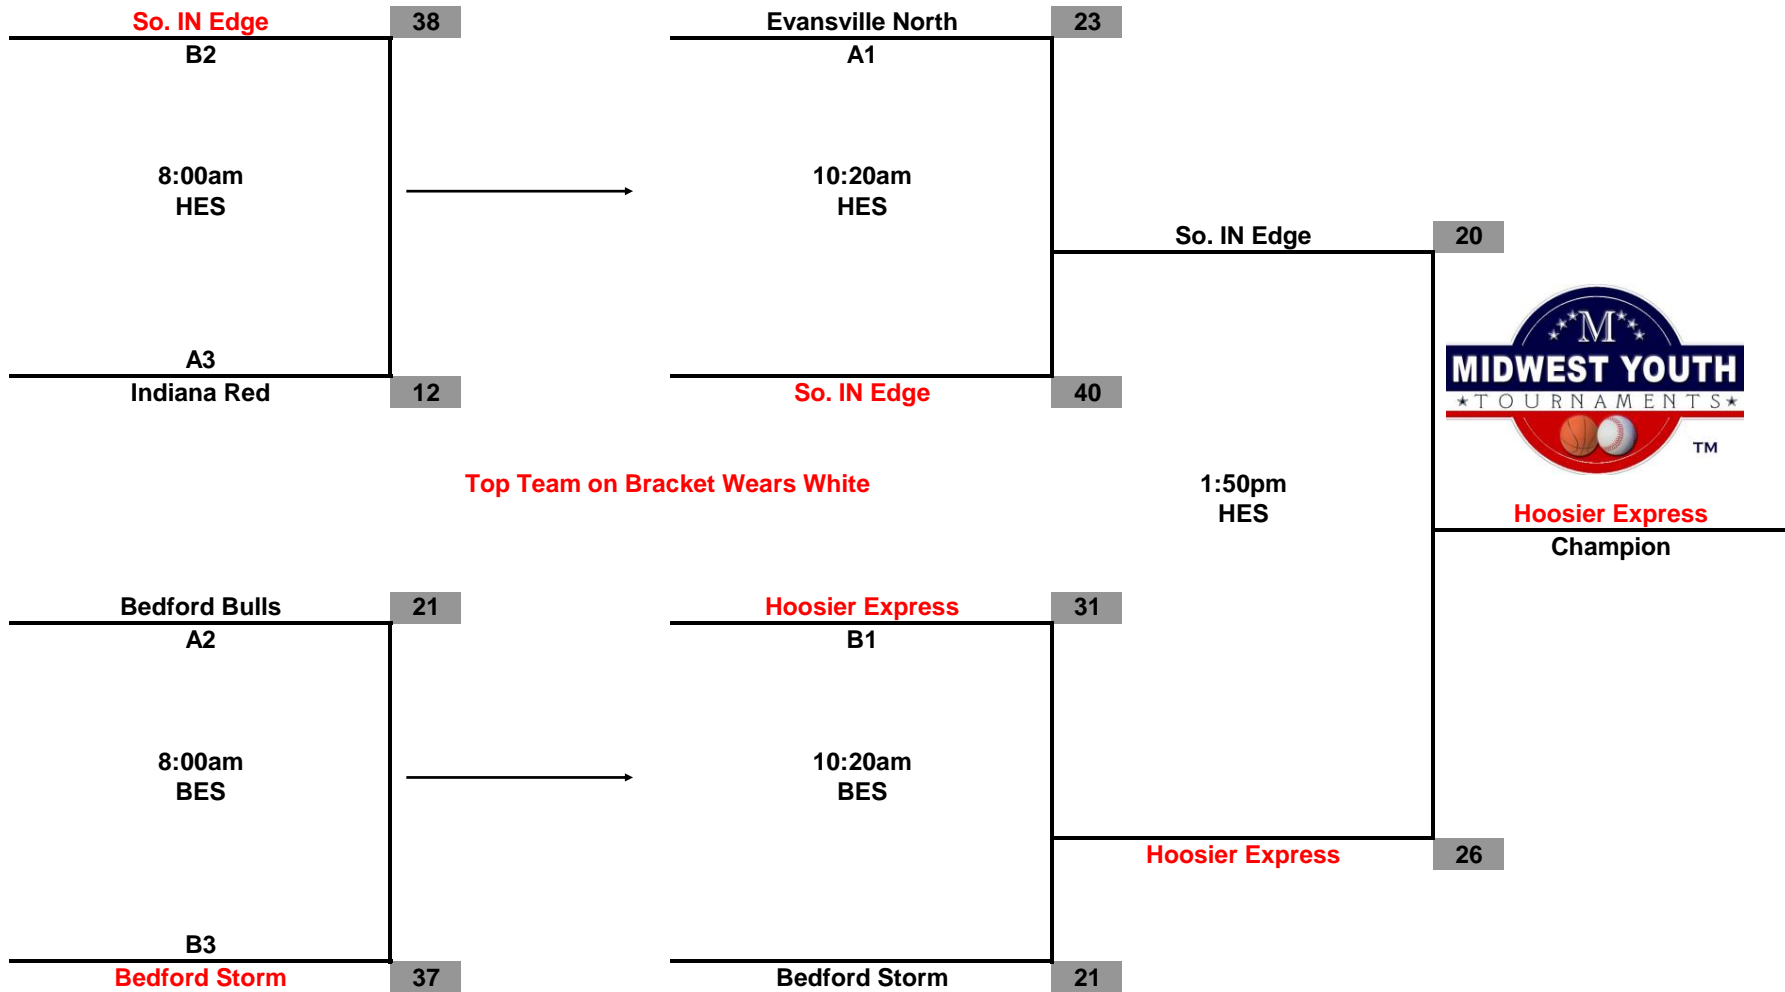 So. IN Edge 38 Evansville North 23
B2 A1
8:00am 10:20am
HES HES
So. IN Edge 20
M
MIDWEST YOUTH
TOURNAMENTS
TM
A3
Indiana Red 12 So. IN Edge 40
Top Team on Bracket Wears White 1:50pm
HES Hoosier Express
Champion
Bedford Bulls 21 Hoosier Express 31
A2 B1
8:00am 10:20am
BES BES
Hoosier Express 26
B3
Bedford Storm 37 Bedford Storm 21